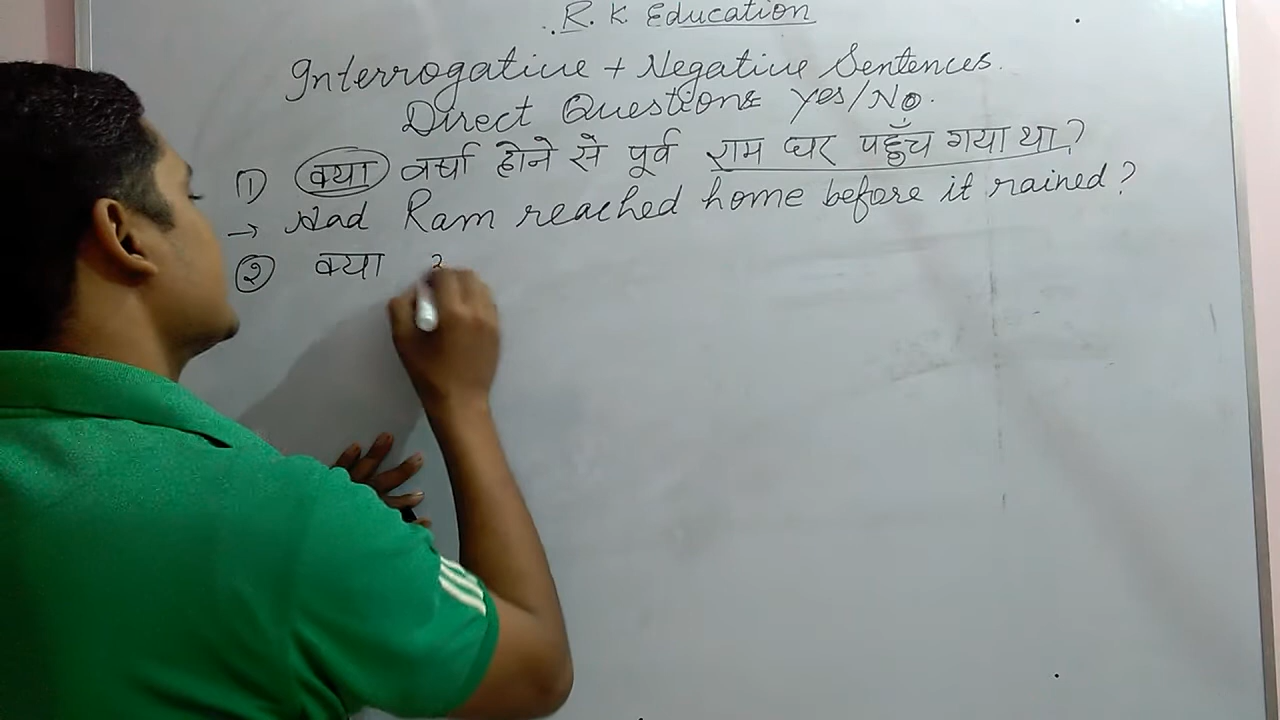 R. K. Education
Interrogative + Negative Sentences.
Direct Questions Yes/No.
1) क्या वर्षा होने से पूर्व राम घर पहुँच गया था?
→ Had Ram reached home before it rained?
२ क्या